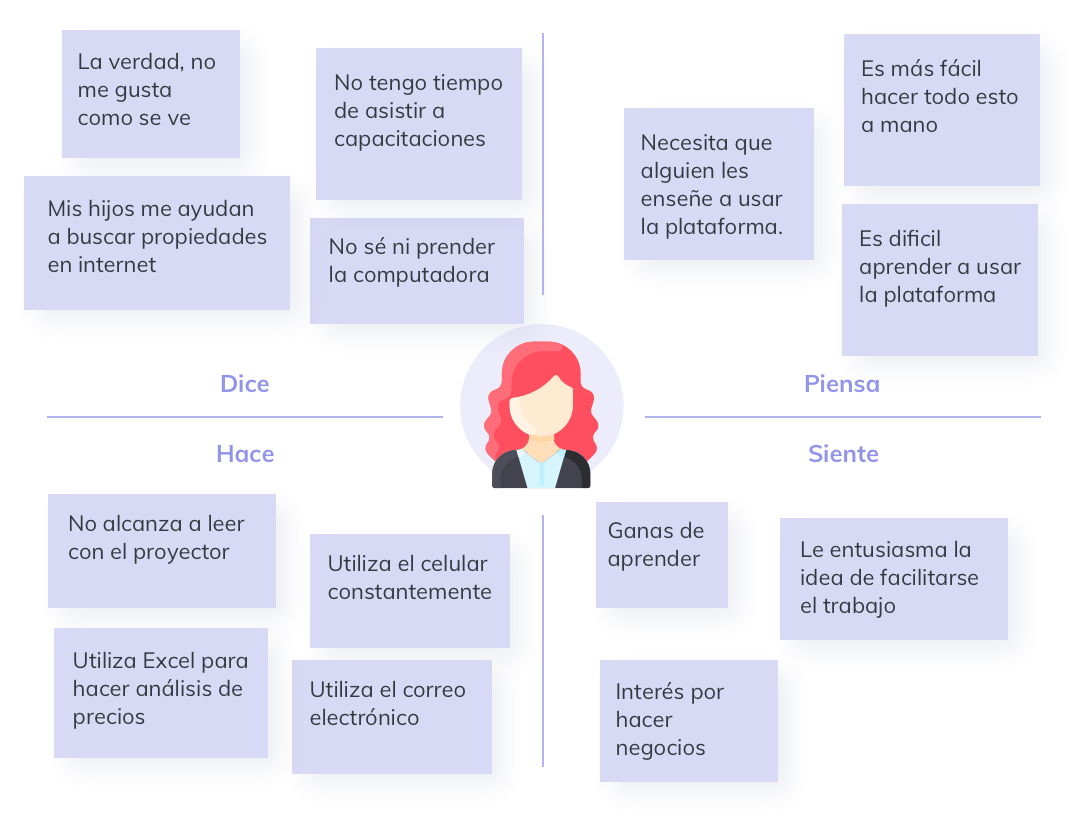 La verdad, no
me gusta
como se ve
No tengo tiempo
de asistir a
capacitaciones
Mis hijos me ayudan
a buscar propiedades
en internet
No sé ni prender
la computadora
Dice
Necesita que
alguien les
enseñe a usar
la plataforma.
Es más fácil
hacer todo esto
a mano
Es dificil
aprender a usar
la plataforma
Piensa
Hace
No alcanza a leer
con el proyector
Utiliza el celular
constantemente
Utiliza Excel para
hacer análisis de
precios
Utiliza el correo
electrónico
Siente
Ganas de
aprender
Le entusiasma la
idea de facilitarse
el trabajo
Interés por
hacer
negocios